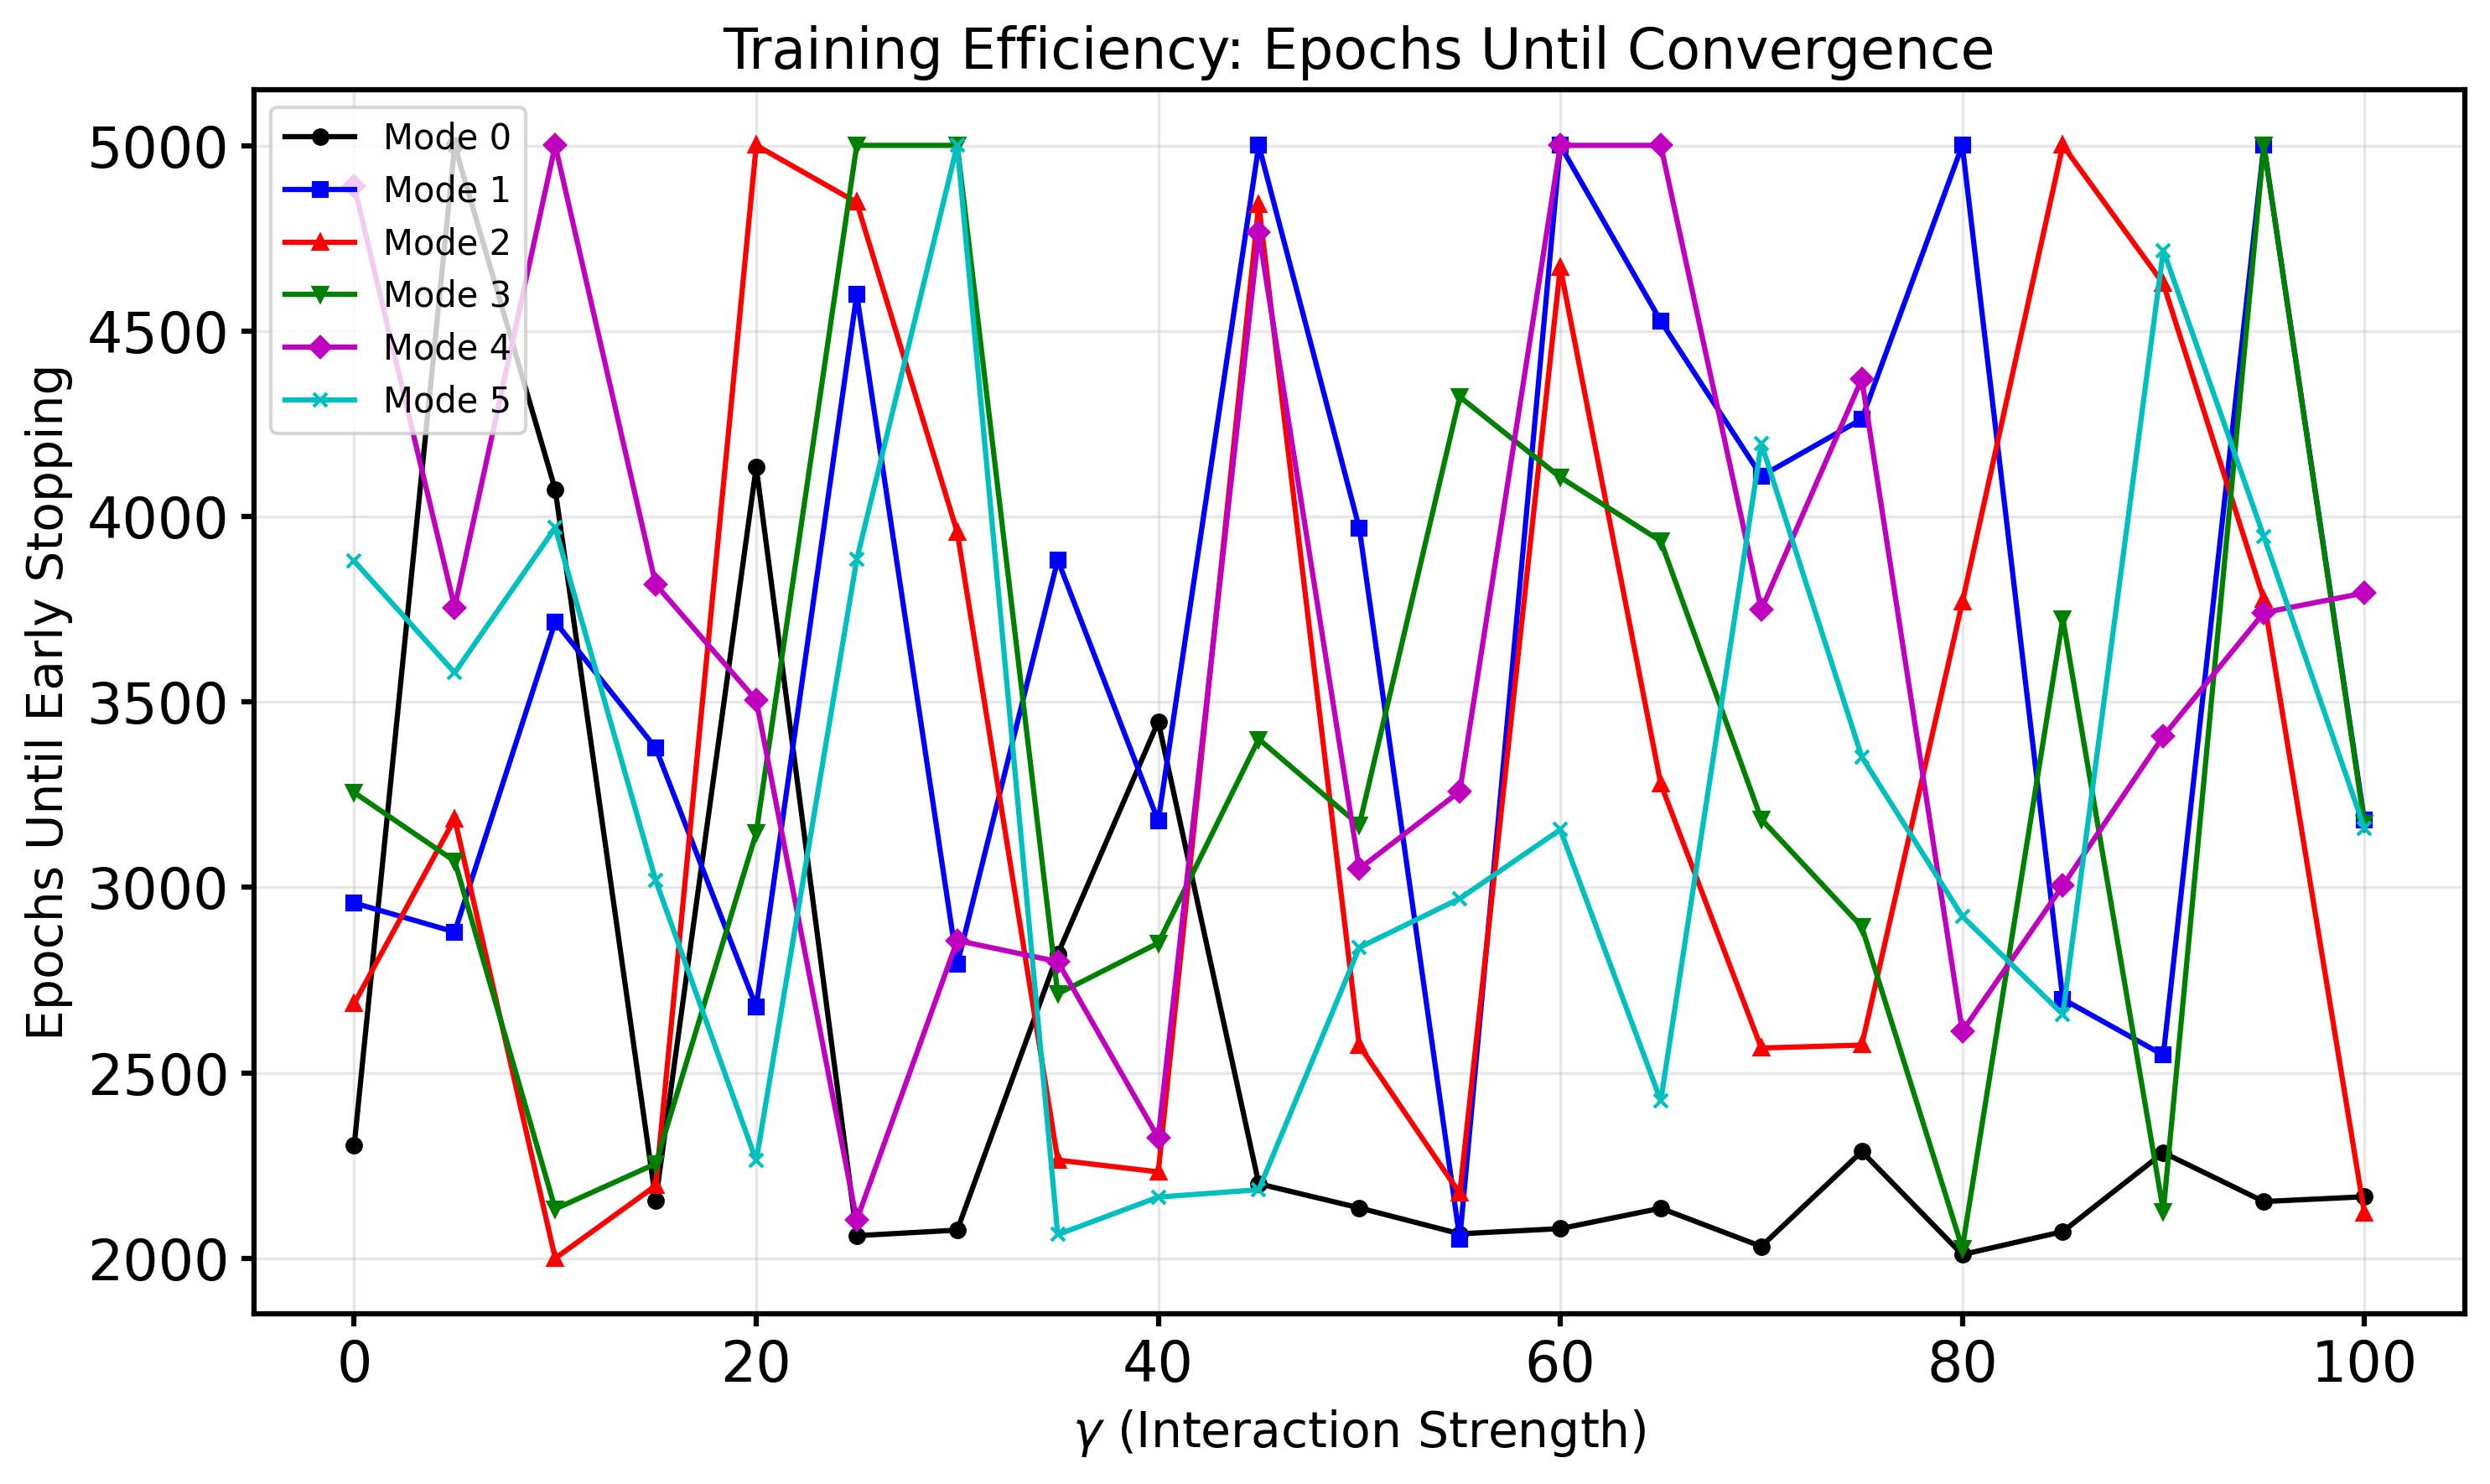 Training Efficiency: Epochs Until Convergence
Mode 0
Mode 1
Mode 2
Mode 3
Mode 4
Mode 5
Epochs Until Early Stopping
5000
4500
4000
3500
3000
2500
2000
0 20 40 60 80 100
γ (Interaction Strength)